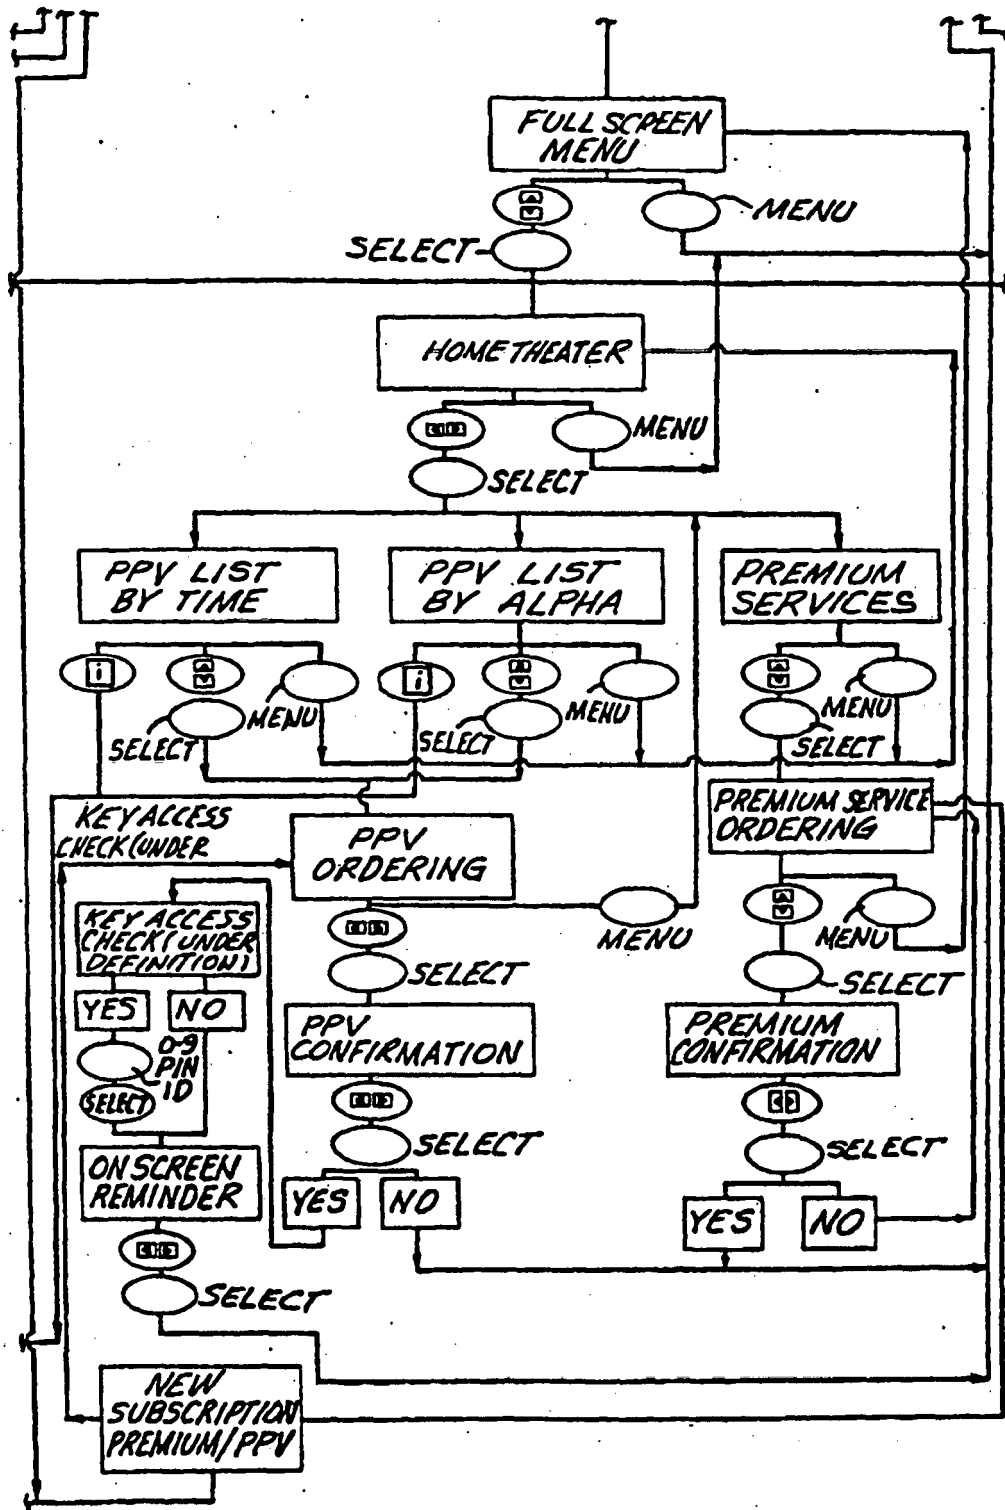 FULL SCREEN
MENU
MENU
SELECT
HOME THEATER
MENU
SELECT
PPV LIST
BY TIME
PPV LIST
BY ALPHA
PREMIUM
SERVICES
i
SELECT
MENU
i
SELECT
MENU
MENU
SELECT
KEY ACCESS
CHECK (UNDER
PPV
ORDERING
PREMIUM SERVICE
ORDERING
KEY ACCESS
CHECK (UNDER
DEFINITION)
MENU
MENU
SELECT
SELECT
YES
NO
0-9
PIN
ID
SELECT
PPV
CONFIRMATION
PREMIUM
CONFIRMATION
SELECT
SELECT
ON SCREEN
REMINDER
YES
NO
YES
NO
SELECT
NEW
SUBSCRIPTION
PREMIUM/PPV